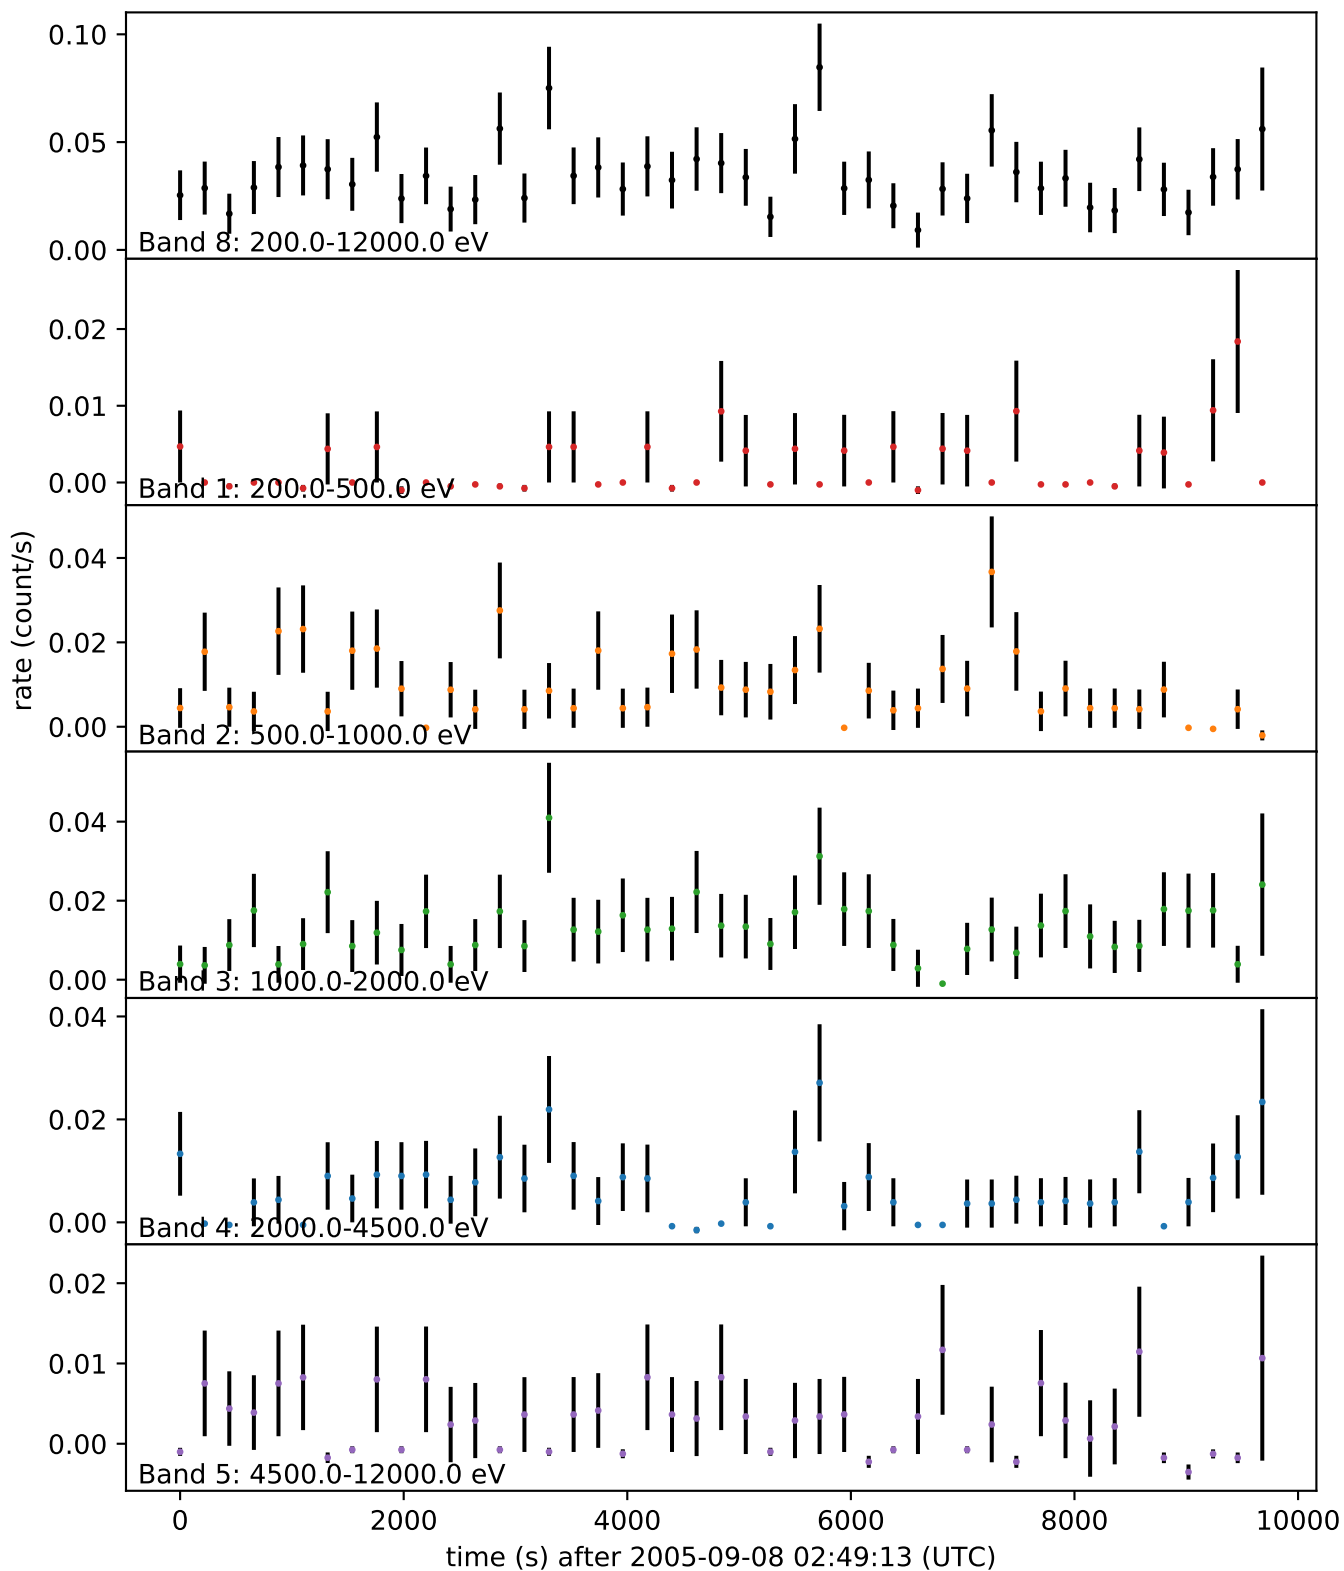 0.10
0.05
0.00
Band 8: 200.0-12000.0 eV
0.02
0.01
0.00
Band 1: 200.0-500.0 eV
0.04
0.02
0.00
Band 2: 500.0-1000.0 eV
rate (count/s)
0.04
0.02
0.00
Band 3: 1000.0-2000.0 eV
0.04
0.02
0.00
Band 4: 2000.0-4500.0 eV
0.02
0.01
0.00
Band 5: 4500.0-12000.0 eV
0 2000 4000 6000 8000 10000
time (s) after 2005-09-08 02:49:13 (UTC)